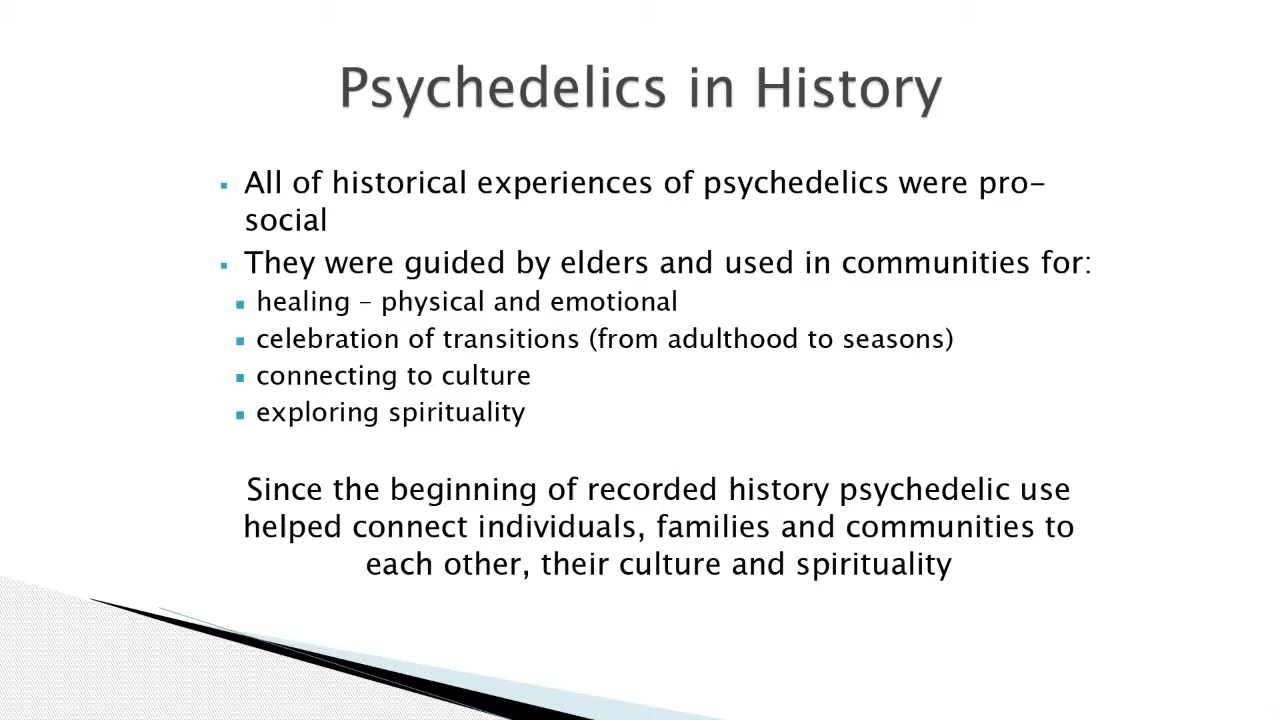 Psychedelics in History
▪ All of historical experiences of psychedelics were pro-
social
▪ They were guided by elders and used in communities for:
▪ healing – physical and emotional
▪ celebration of transitions (from adulthood to seasons)
▪ connecting to culture
▪ exploring spirituality
Since the beginning of recorded history psychedelic use
helped connect individuals, families and communities to
each other, their culture and spirituality